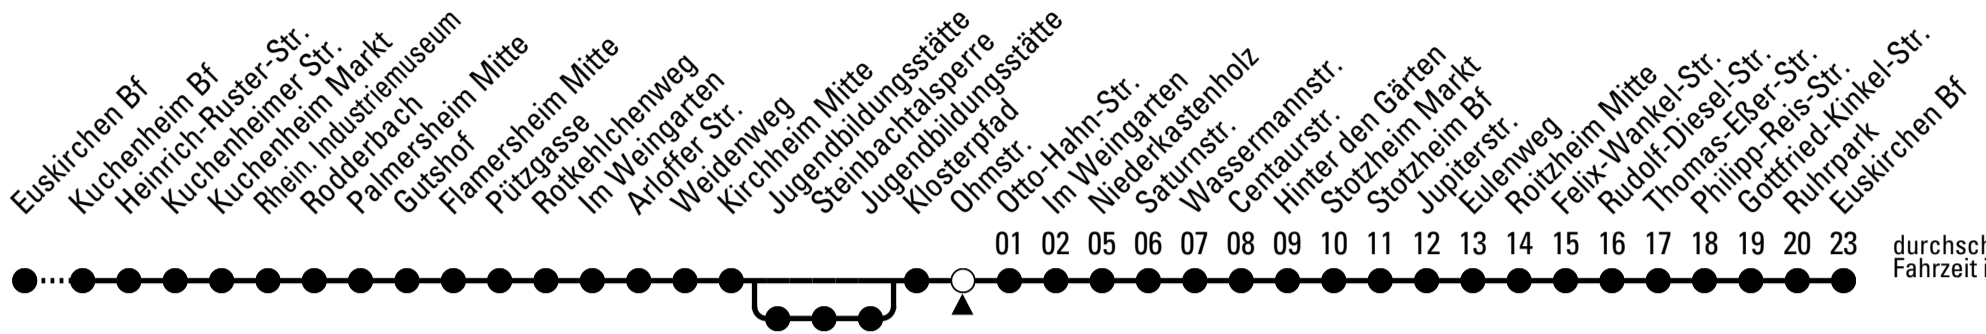 Euskirchen Bf
Kuchenheim Bf
Heinrich-Ruster-Str.
Kuchenheimer Str.
Kuchenheim Markt
Rhein. Industriemuseum
Rodderbach
Palmersheim Mitte
Gutshof
Flamersheim Mitte
Pützgasse
Rotkehlchenweg
Im Weingarten
Arloffer Str.
Weidenweg
Kirchheim Mitte
Jugendbildungsstätte
Steinbachtalsperre
Jugendbildungsstätte
Klosterpfad
Ohmstr.
Otto-Hahn-Str.
Im Weingarten
Niederkastenholz
Saturnstr.
Wassermannstr.
Centaurstr.
Hinter den Gärten
Stotzheim Markt
Stotzheim Bf
Jupiterstr.
Eulenweg
Roitzheim Mitte
Felix-Wankel-Str.
Rudolf-Diesel-Str.
Thomas-Eßer-Str.
Philipp-Reis-Str.
Gottfried-Kinkel-Str.
Ruhrpark
Euskirchen Bf
01 02 05 06 07 08 09 10 11 12 13 14 15 16 17 18 19 20 23
durchsch
Fahrzeit i